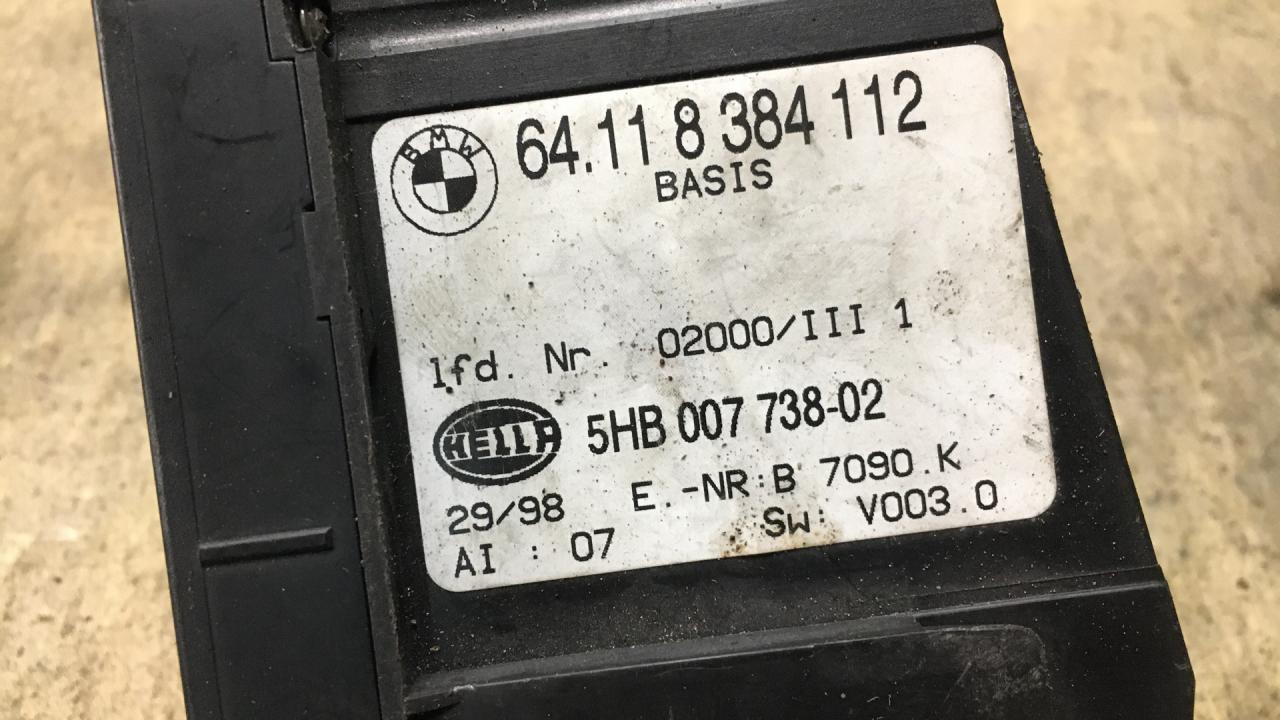 BMW
64.11 8 384 112
BASIS
lfd. Nr. 02000/III 1
HELLA
5HB 007 738-02
29/98 E.-NR:B 7090.K
AI : 07 SW: V003.0